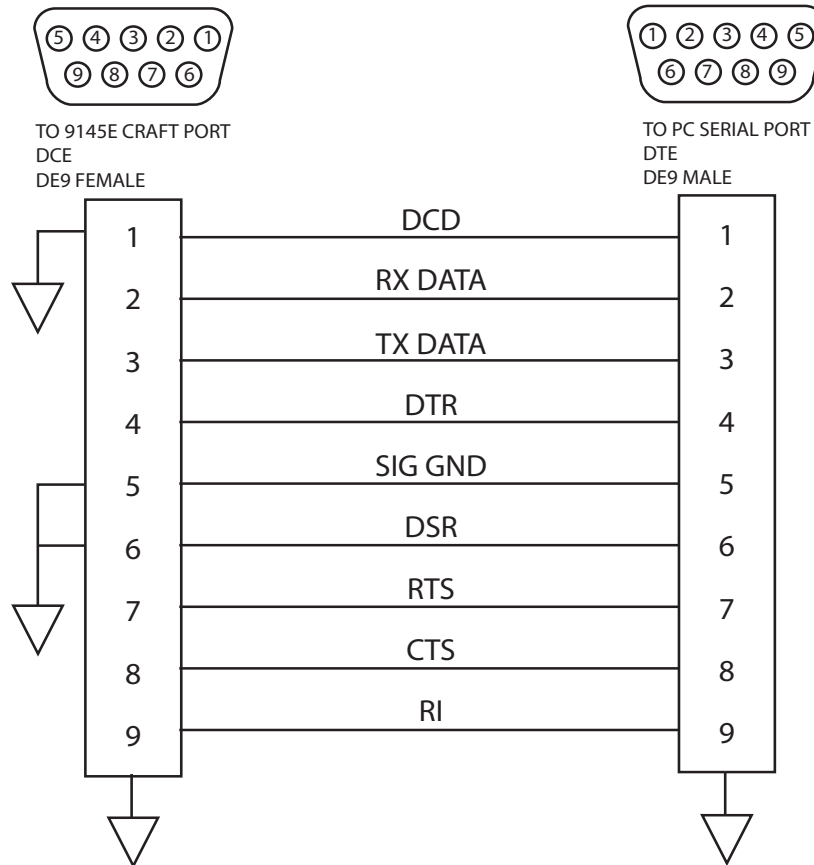 5 4 3 2 1
9 8 7 6
1 2 3 4 5
6 7 8 9
TO 9145E CRAFT PORT
DCE
DE9 FEMALE
TO PC SERIAL PORT
DTE
DE9 MALE
1 DCD 1
2 RX DATA 2
3 TX DATA 3
4 DTR 4
5 SIG GND 5
6 DSR 6
7 RTS 7
8 CTS 8
9 RI 9